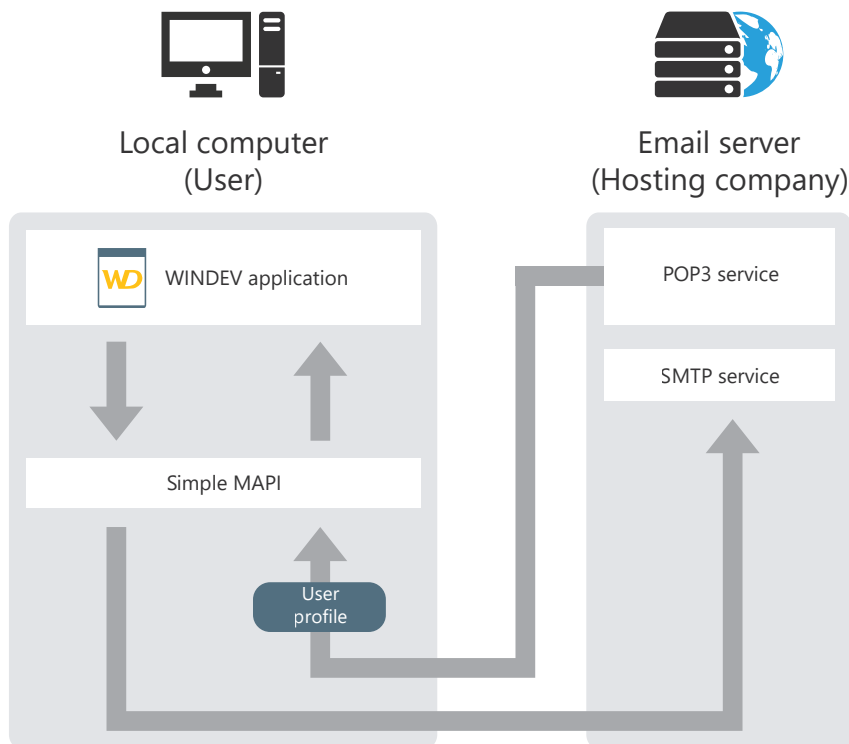 Local computer
(User)
Email server
(Hosting company)
WD
WINDEV application
POP3 service
SMTP service
Simple MAPI
User
profile